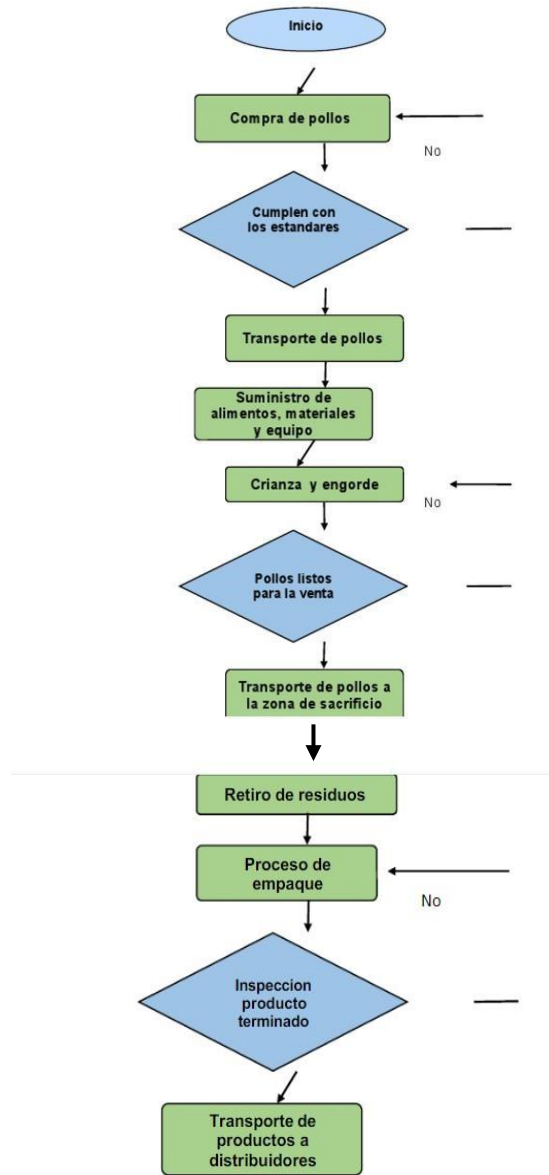 Inicio
Compra de pollos
No
Cumplen con
los estandares
Transporte de pollos
Suministro de
alimentos, materiales
y equipo
Crianza y engorde
No
Pollos listos
para la venta
Transporte de pollos a
la zona de sacrificio
Retiro de residuos
Proceso de
empaque
No
Inspeccion
producto
terminado
Transporte de
productos a
distribuidores